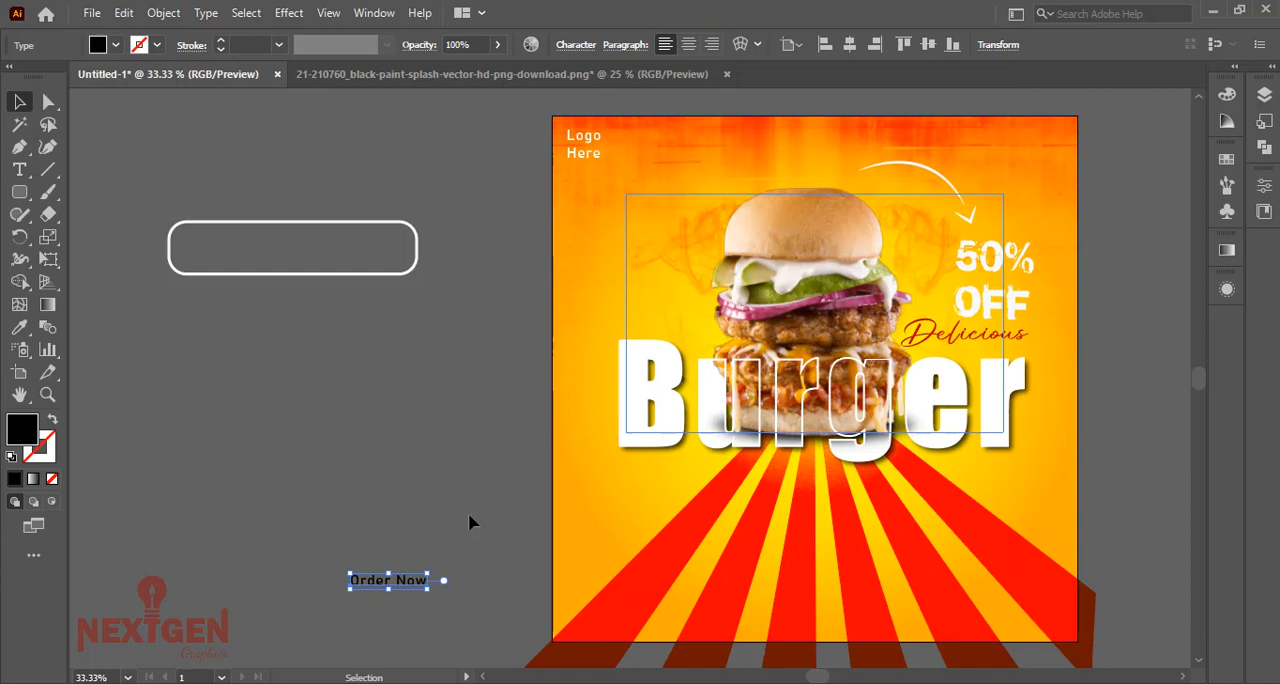 Ai
File Edit Object Type Select Effect View Window Help
Search Adobe Help
Type Stroke: Opacity: 100% Character Paragraph: Transform
Untitled-1* @ 33.33 % (RGB/Preview) × 21-210760_black-paint-splash-vector-hd-png-download.png* @ 25 % (RGB/Preview) ×
Logo
Here
50%
OFF
Delicious
Burger
Order Now
NEXTGEN
Graphics
33.33% 1 Selection